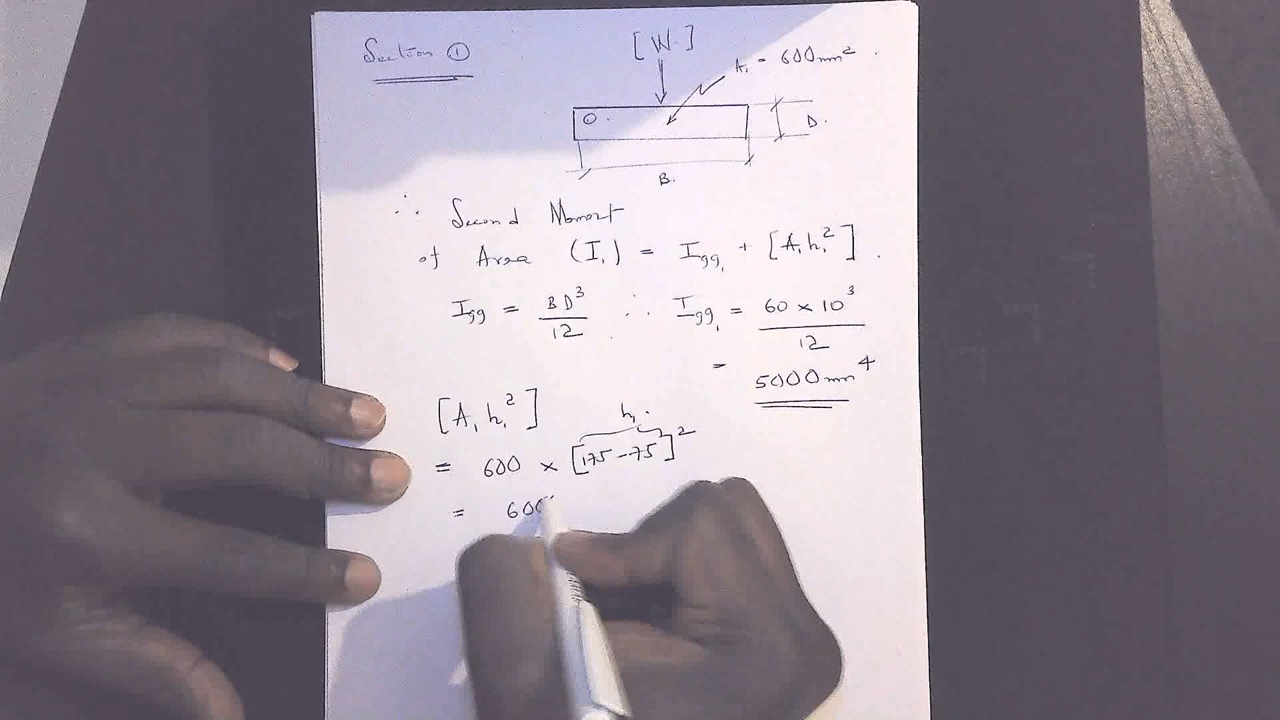 Section ①
[W.]
A₁ = 600mm².
①.
D.
B.
∴ Second Moment
of Area (I₁) = Igg₁ + [A₁h₁²].
Igg = BD³/12 ∴ Igg₁ = 60 × 10³/12
= 5000mm⁴
[A₁h₁²]
h₁.
= 600 × [175-75]²
= 600